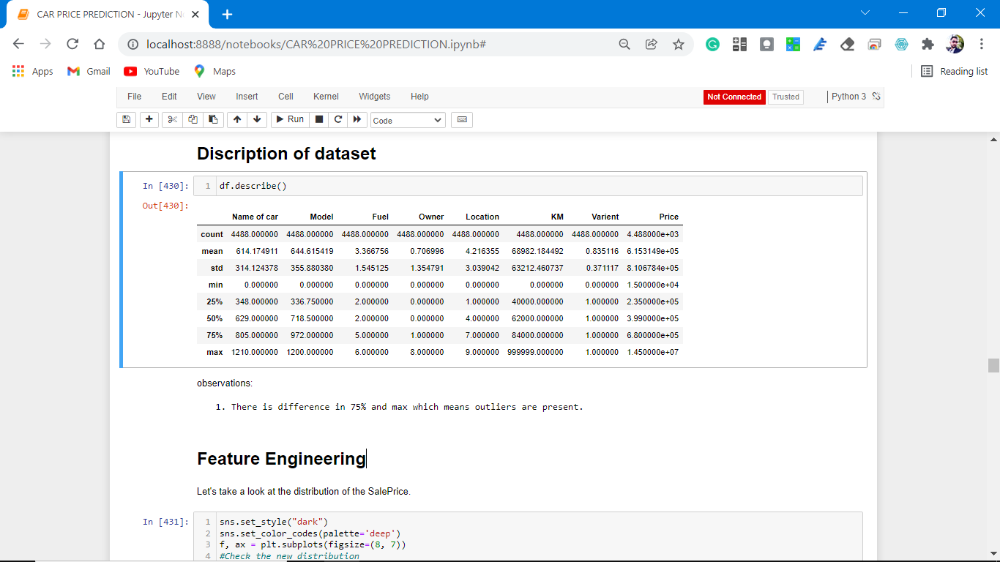 CAR PRICE PREDICTION - Jupyter N
localhost:8888/notebooks/CAR%20PRICE%20PREDICTION.ipynb#
Apps Gmail YouTube Maps Reading list
File Edit View Insert Cell Kernel Widgets Help Not Connected Trusted Python 3
Run Code
Discription of dataset
In [430]: 1 df.describe()
Out[430]:
Name of car Model Fuel Owner Location KM Varient Price
count 4488.000000 4488.000000 4488.000000 4488.000000 4488.000000 4488.000000 4488.000000 4.488000e+03
mean 614.174911 644.615419 3.366756 0.706996 4.216355 68982.184492 0.835116 6.153149e+05
std 314.124378 355.880380 1.545125 1.354791 3.039042 63212.460737 0.371117 8.106784e+05
min 0.000000 0.000000 0.000000 0.000000 0.000000 0.000000 0.000000 1.500000e+04
25% 348.000000 336.750000 2.000000 0.000000 1.000000 40000.000000 1.000000 2.350000e+05
50% 629.000000 718.500000 2.000000 0.000000 4.000000 62000.000000 1.000000 3.990000e+05
75% 805.000000 972.000000 5.000000 1.000000 7.000000 84000.000000 1.000000 6.800000e+05
max 1210.000000 1200.000000 6.000000 8.000000 9.000000 999999.000000 1.000000 1.450000e+07
observations:
1. There is difference in 75% and max which means outliers are present.
Feature Engineering
Let's take a look at the distribution of the SalePrice.
In [431]: 1 sns.set_style("dark")
2 sns.set_color_codes(palette='deep')
3 f, ax = plt.subplots(figsize=(8, 7))
4 #Check the new distribution